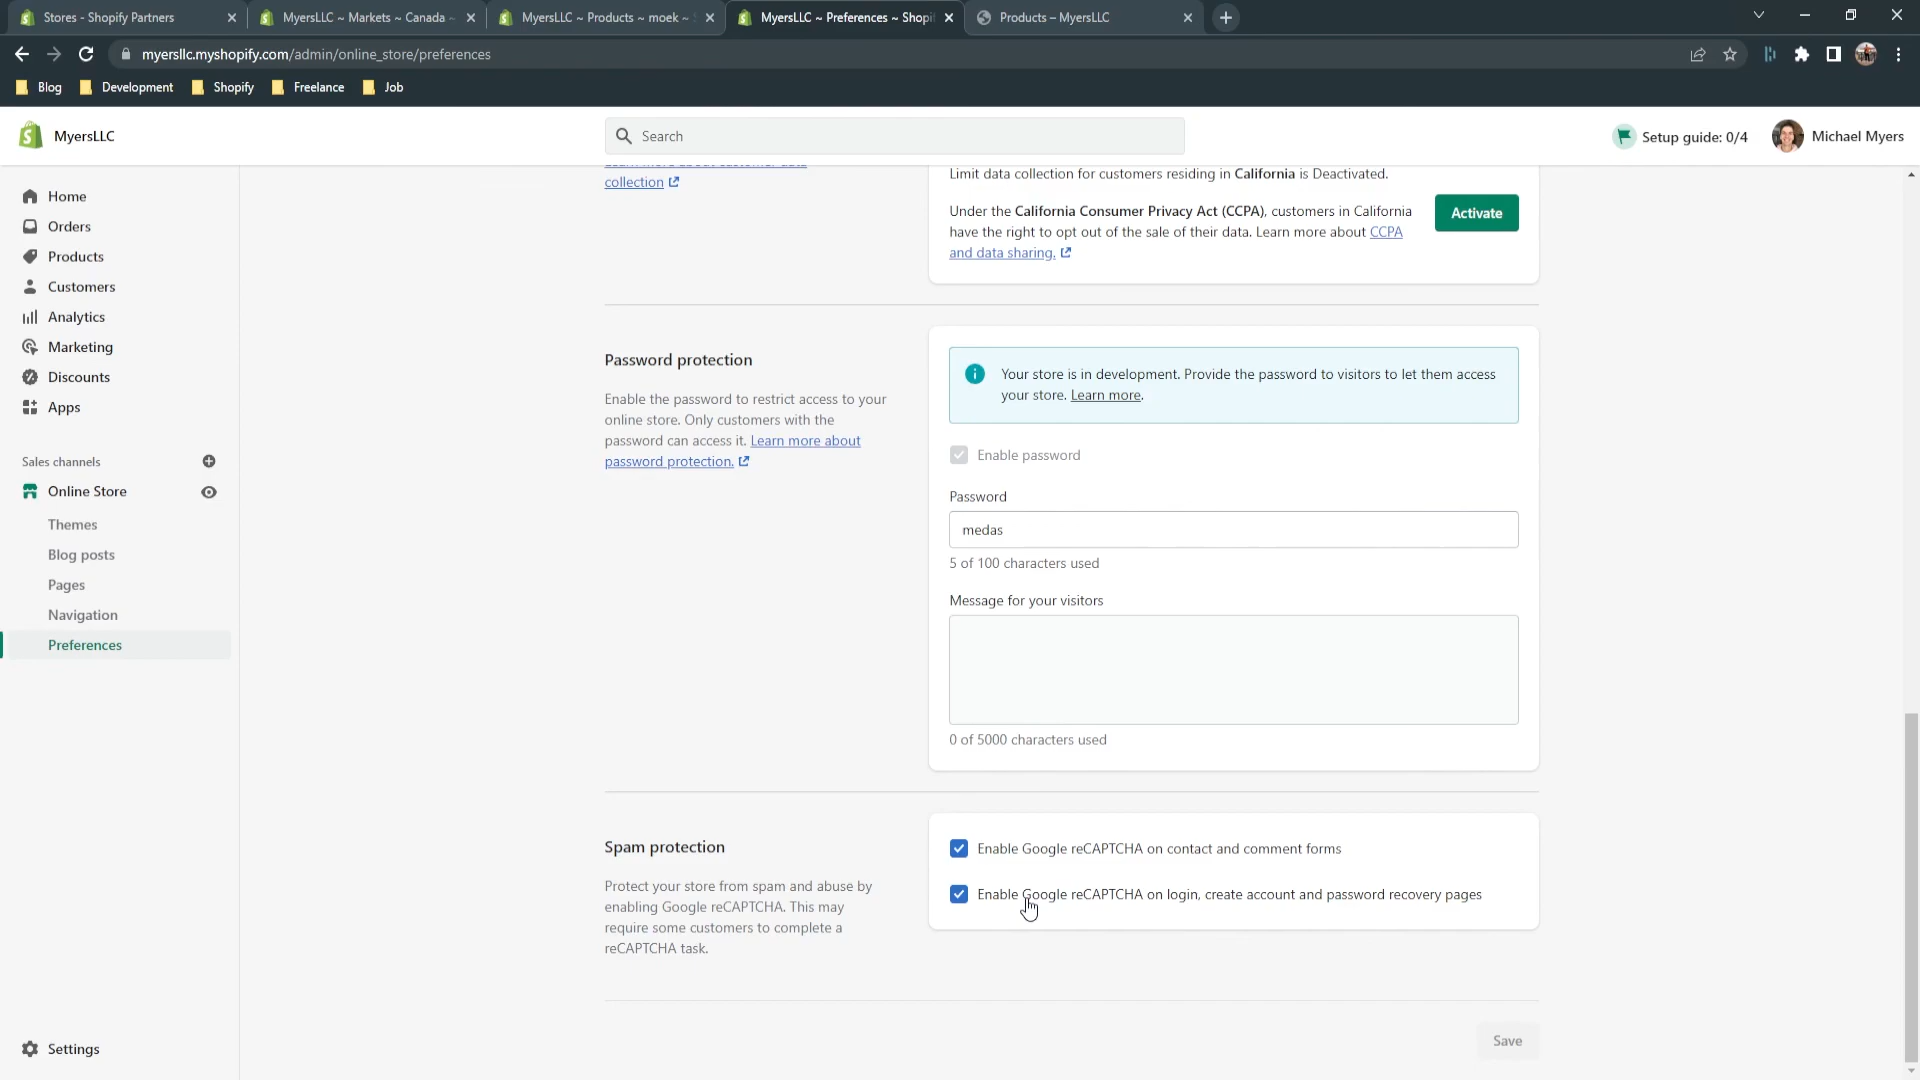 Stores - Shopify Partners
MyersLLC ~ Markets ~ Canada ~
MyersLLC ~ Products ~ moek ~
MyersLLC ~ Preferences ~ Shopi
Products – MyersLLC
myersllc.myshopify.com/admin/online_store/preferences
Blog
Development
Shopify
Freelance
Job
MyersLLC
Search
Setup guide: 0/4
Michael Myers
Home
Orders
Products
Customers
Analytics
Marketing
Discounts
Apps
Sales channels
Online Store
Themes
Blog posts
Pages
Navigation
Preferences
Settings
Learn more about customer data
collection
Limit data collection for customers residing in California is Deactivated.
Under the California Consumer Privacy Act (CCPA), customers in California
have the right to opt out of the sale of their data. Learn more about CCPA
and data sharing.
Activate
Password protection
Enable the password to restrict access to your
online store. Only customers with the
password can access it. Learn more about
password protection.
Your store is in development. Provide the password to visitors to let them access
your store. Learn more.
Enable password
Password
medas
5 of 100 characters used
Message for your visitors
0 of 5000 characters used
Spam protection
Protect your store from spam and abuse by
enabling Google reCAPTCHA. This may
require some customers to complete a
reCAPTCHA task.
Enable Google reCAPTCHA on contact and comment forms
Enable Google reCAPTCHA on login, create account and password recovery pages
Save